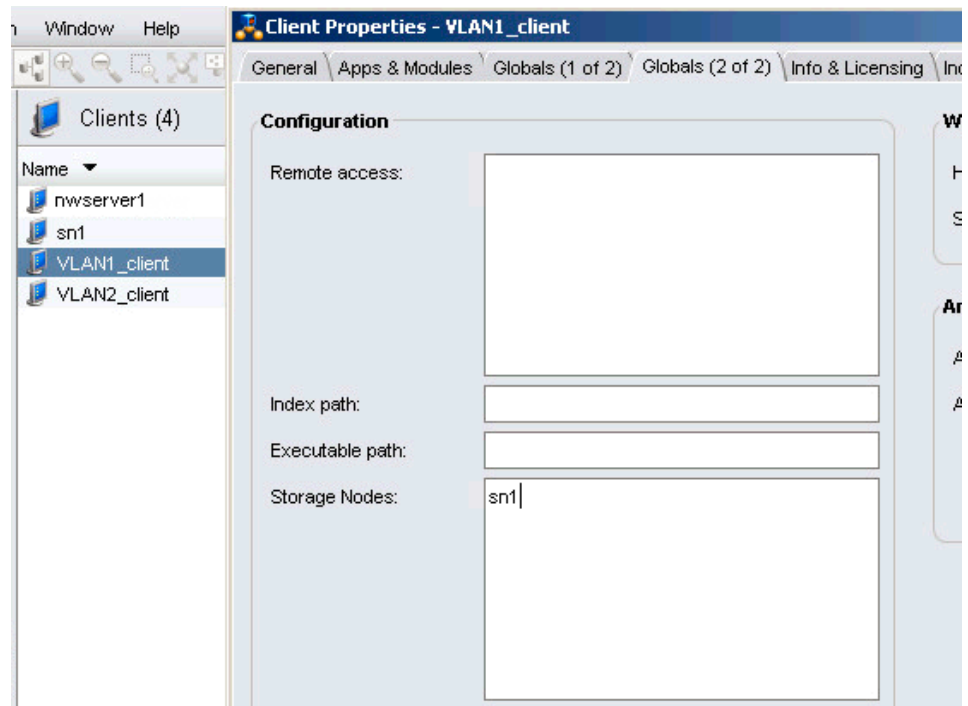 Window Help
Clients (4)
Name
nwserver1
sn1
VLAN1_client
VLAN2_client
Client Properties - VLAN1_client
General Apps & Modules Globals (1 of 2) Globals (2 of 2) Info & Licensing
Configuration
Remote access:
Index path:
Executable path:
Storage Nodes:
sn1